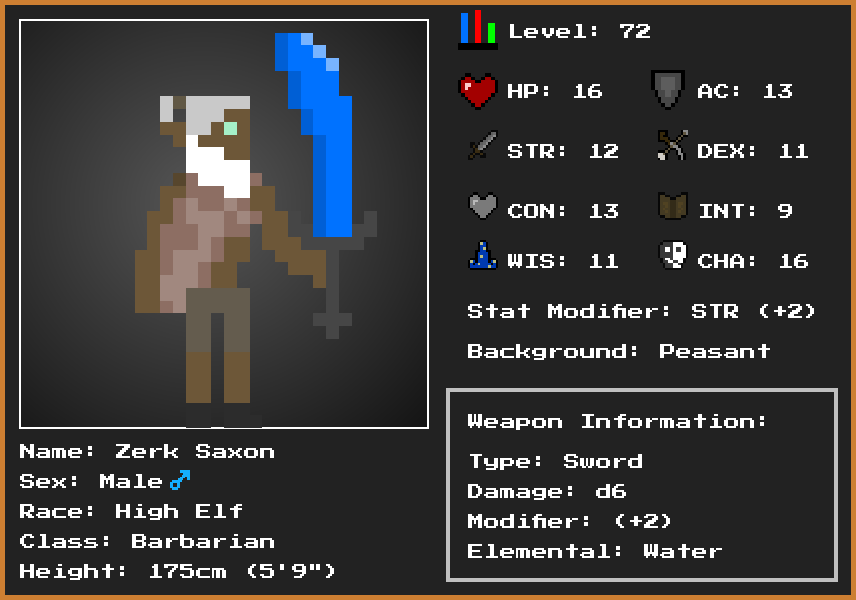 Level: 72
HP: 16 AC: 13
STR: 12 DEX: 11
CON: 13 INT: 9
WIS: 11 CHA: 16
Stat Modifier: STR (+2)
Background: Peasant
Weapon Information:
Type: Sword
Damage: d6
Modifier: (+2)
Elemental: Water
Name: Zerk Saxon
Sex: Male♂
Race: High Elf
Class: Barbarian
Height: 175cm (5'9")